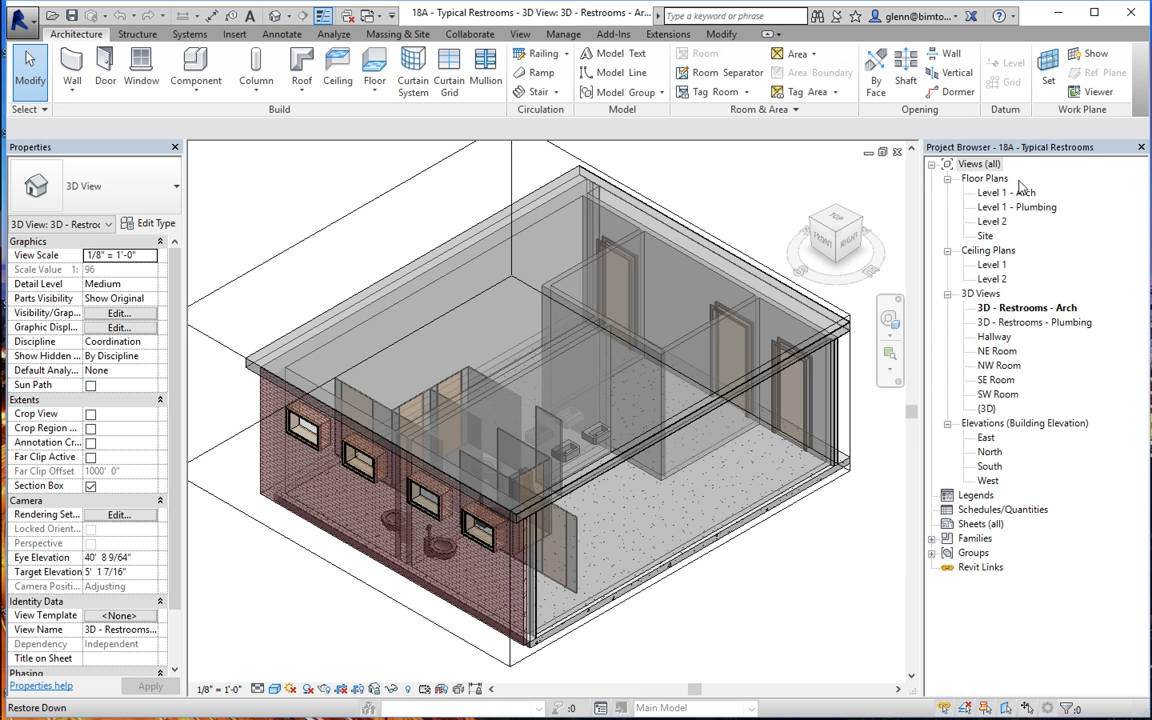 18A - Typical Restrooms - 3D View: 3D - Restrooms - Ar...
Type a keyword or phrase
glenn@bimto...
Architecture Structure Systems Insert Annotate Analyze Massing & Site Collaborate View Manage Add-Ins Extensions Modify
Modify Wall Door Window Component Column Roof Ceiling Floor Curtain System Curtain Grid Mullion
Railing
Ramp
Stair
Model Text
Model Line
Model Group
Room
Room Separator
Tag Room
Area
Area Boundary
Tag Area
By Face
Shaft
Wall
Vertical
Dormer
Level
Grid
Set
Show
Ref Plane
Viewer
Select Build Circulation Model Room & Area Opening Datum Work Plane
Properties
3D View
3D View: 3D - Restroo
Edit Type
Graphics
View Scale 1/8" = 1'-0"
Scale Value 1: 96
Detail Level Medium
Parts Visibility Show Original
Visibility/Grap... Edit...
Graphic Displ... Edit...
Discipline Coordination
Show Hidden ... By Discipline
Default Analy... None
Sun Path
Extents
Crop View
Crop Region ...
Annotation Cr...
Far Clip Active
Far Clip Offset 1000' 0"
Section Box
Camera
Rendering Set... Edit...
Locked Orient...
Perspective
Eye Elevation 40' 8 9/64"
Target Elevation 5' 1 7/16"
Camera Positi... Adjusting
Identity Data
View Template <None>
View Name 3D - Restrooms...
Dependency Independent
Title on Sheet
Phasing
Properties help
Apply
TOP
FRONT
RIGHT
1/8" = 1'-0"
Project Browser - 18A - Typical Restrooms
Views (all)
Floor Plans
Level 1 - Arch
Level 1 - Plumbing
Level 2
Site
Ceiling Plans
Level 1
Level 2
3D Views
3D - Restrooms - Arch
3D - Restrooms - Plumbing
Hallway
NE Room
NW Room
SE Room
SW Room
{3D}
Elevations (Building Elevation)
East
North
South
West
Legends
Schedules/Quantities
Sheets (all)
Families
Groups
Revit Links
Restore Down
:0
Main Model
:0